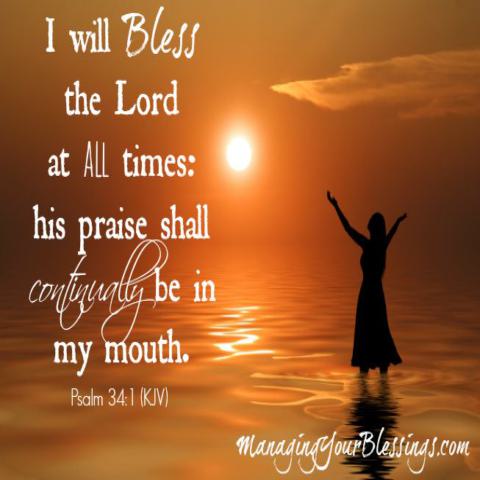 I will Bless
the Lord
at ALL times:
his praise shall
continually be in
my mouth.
Psalm 34:1 (KJV)
ManagingYourBlessings.com